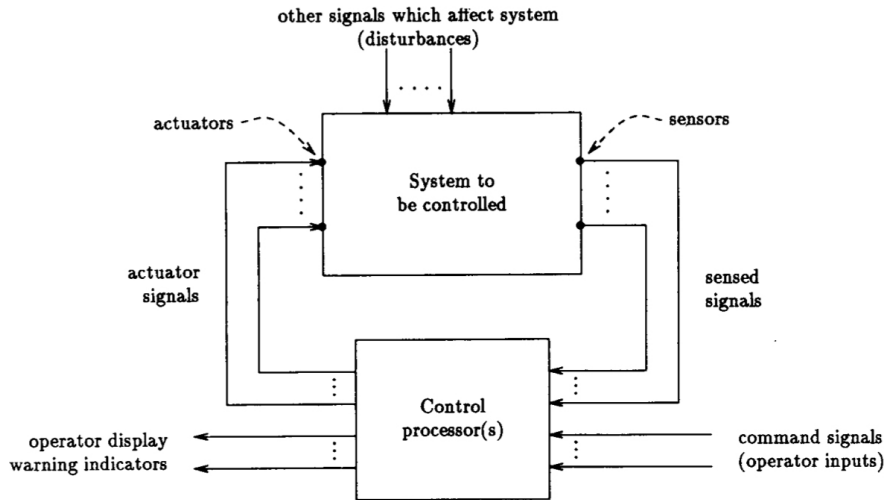 other signals which affect system
(disturbances)
actuators
sensors
System to
be controlled
actuator
signals
sensed
signals
Control
processor(s)
operator display
warning indicators
command signals
(operator inputs)